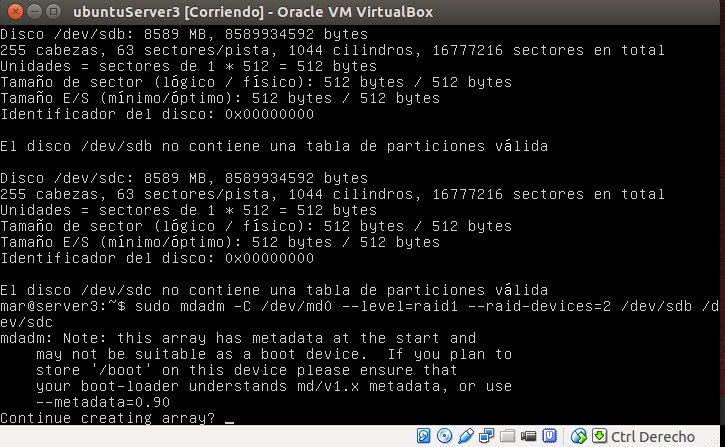 ubuntuServer3 [Corriendo] - Oracle VM VirtualBox
Disco /dev/sdb: 8589 MB, 8589934592 bytes
255 cabezas, 63 sectores/pista, 1044 cilindros, 16777216 sectores en total
Unidades = sectores de 1 * 512 = 512 bytes
Tamaño de sector (lógico / físico): 512 bytes / 512 bytes
Tamaño E/S (mínimo/óptimo): 512 bytes / 512 bytes
Identificador del disco: 0x00000000
El disco /dev/sdb no contiene una tabla de particiones válida
Disco /dev/sdc: 8589 MB, 8589934592 bytes
255 cabezas, 63 sectores/pista, 1044 cilindros, 16777216 sectores en total
Unidades = sectores de 1 * 512 = 512 bytes
Tamaño de sector (lógico / físico): 512 bytes / 512 bytes
Tamaño E/S (mínimo/óptimo): 512 bytes / 512 bytes
Identificador del disco: 0x00000000
El disco /dev/sdc no contiene una tabla de particiones válida
mar@server3:~$ sudo mdadm -C /dev/md0 --level=raid1 --raid-devices=2 /dev/sdb /d
ev/sdc
mdadm: Note: this array has metadata at the start and
may not be suitable as a boot device.  If you plan to
store '/boot' on this device please ensure that
your boot-loader understands md/v1.x metadata, or use
--metadata=0.90
Continue creating array? _
Ctrl Derecho